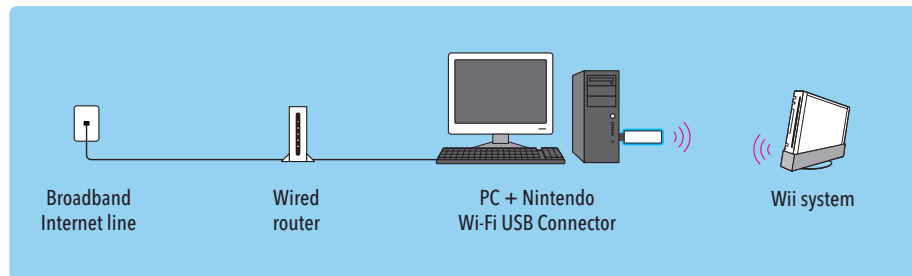 Broadband
Internet line
Wired
router
PC + Nintendo
Wi-Fi USB Connector
Wii system